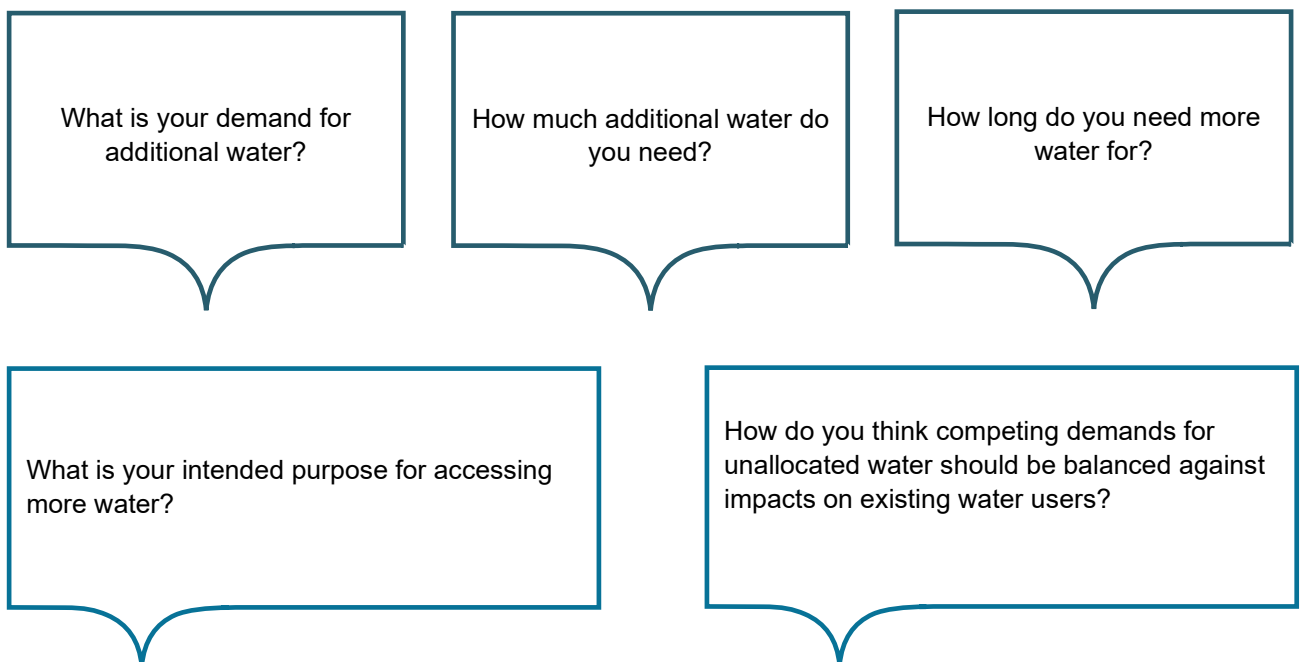 What is your demand for
additional water?
How much additional water do
you need?
How long do you need more
water for?
What is your intended purpose for accessing
more water?
How do you think competing demands for
unallocated water should be balanced against
impacts on existing water users?